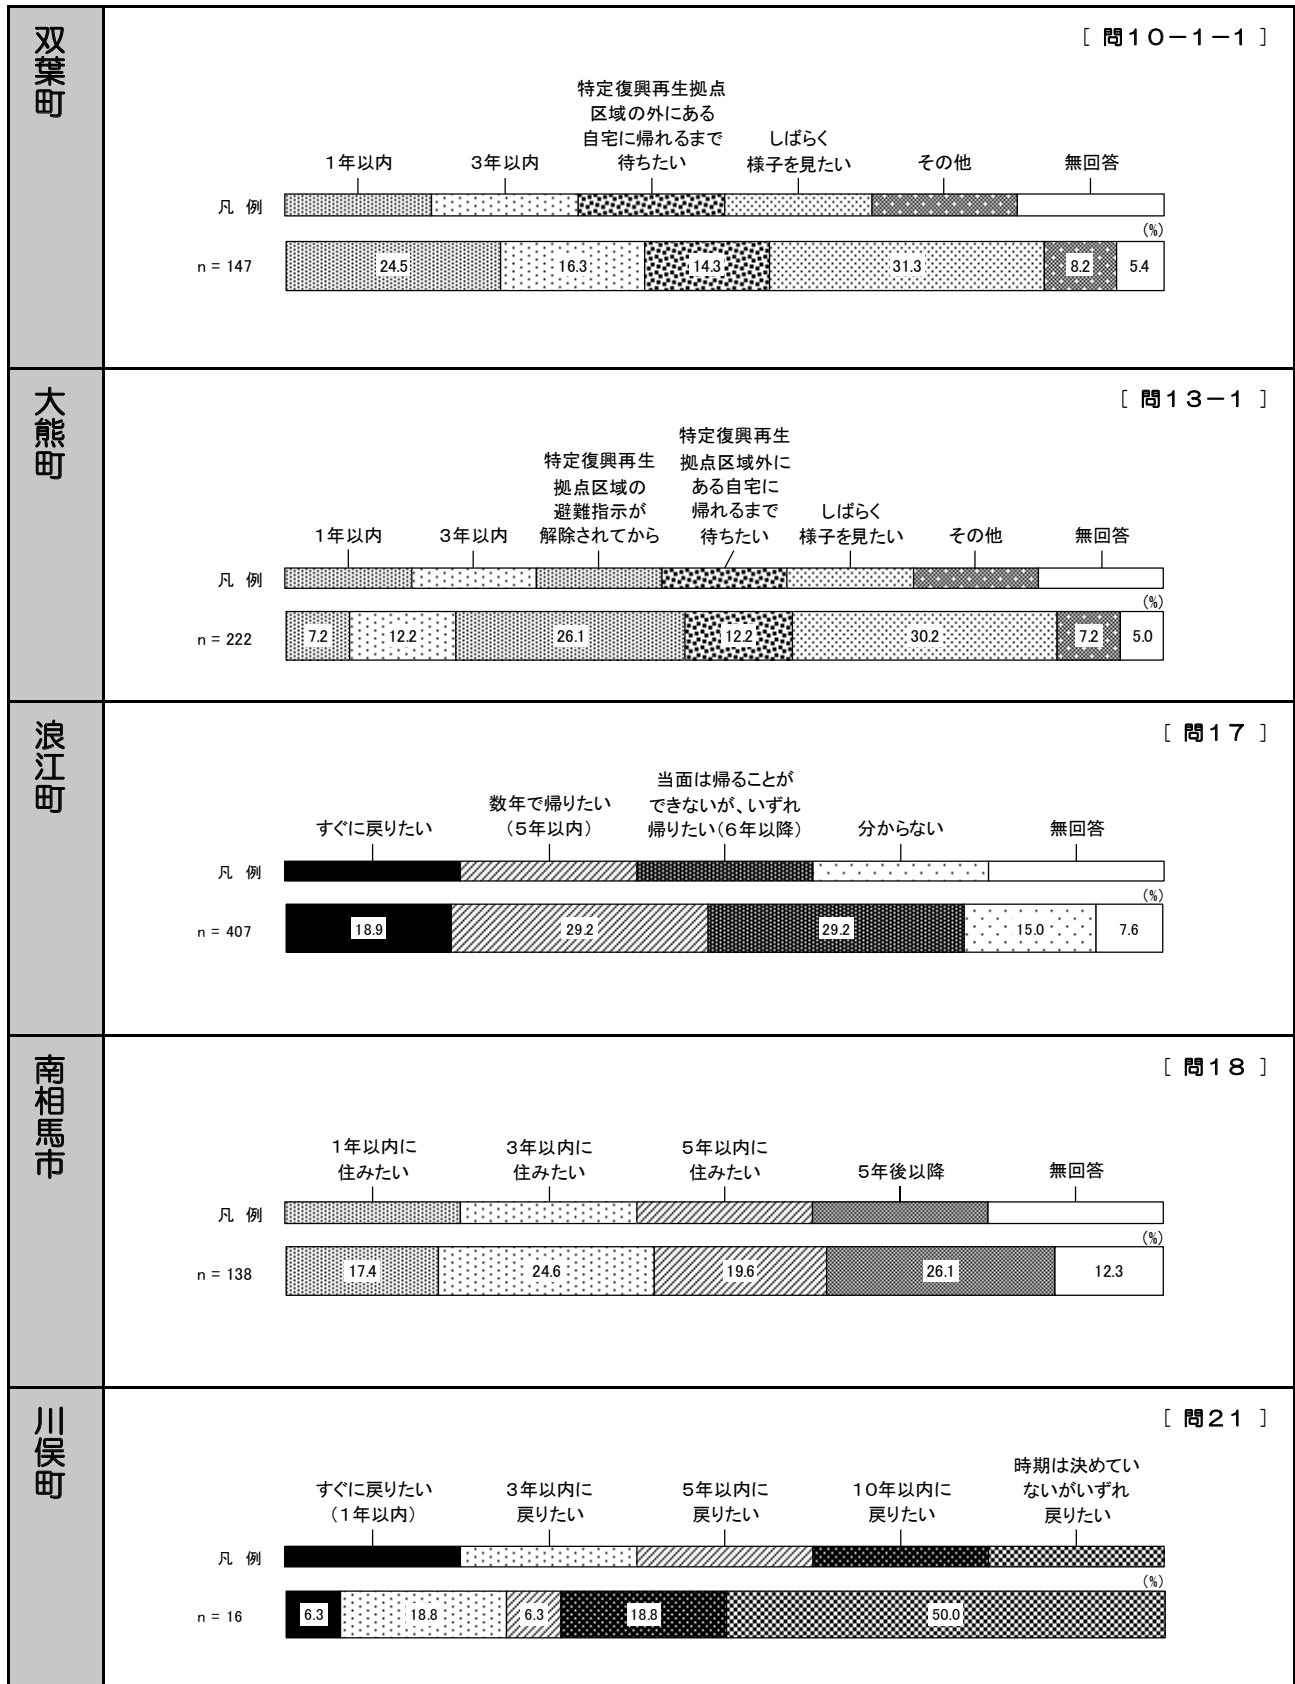 双葉町
[ 問10-1-1 ]
特定復興再生拠点
区域の外にある
自宅に帰れるまで
待ちたい
しばらく
様子を見たい
1年以内
3年以内
その他
無回答
凡 例
(%)
n = 147
24.5
16.3
14.3
31.3
8.2
5.4
大熊町
[ 問13-1 ]
1年以内
3年以内
特定復興再生
拠点区域の
避難指示が
解除されてから
特定復興再生
拠点区域外に
ある自宅に
帰れるまで
待ちたい
しばらく
様子を見たい
その他
無回答
凡 例
(%)
n = 222
7.2
12.2
26.1
12.2
30.2
7.2
5.0
浪江町
[ 問17 ]
すぐに戻りたい
数年で帰りたい
(5年以内)
当面は帰ることが
できないが、いずれ
帰りたい(6年以降)
分からない
無回答
凡 例
(%)
n = 407
18.9
29.2
29.2
15.0
7.6
南相馬市
[ 問18 ]
1年以内に
住みたい
3年以内に
住みたい
5年以内に
住みたい
5年後以降
無回答
凡 例
(%)
n = 138
17.4
24.6
19.6
26.1
12.3
川俣町
[ 問21 ]
すぐに戻りたい
(1年以内)
3年以内に
戻りたい
5年以内に
戻りたい
10年以内に
戻りたい
時期は決めてい
ないがいずれ
戻りたい
凡 例
(%)
n = 16
6.3
18.8
6.3
18.8
50.0